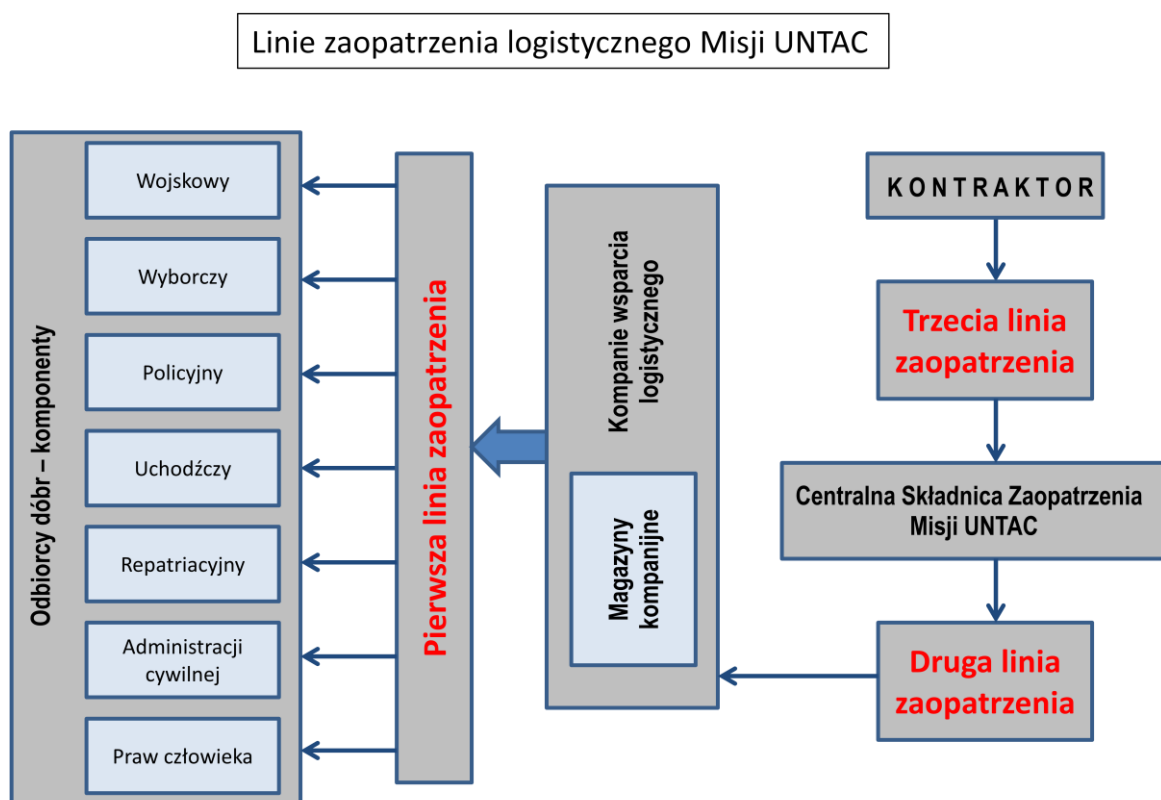 Linie zaopatrzenia logistycznego Misji UNTAC
Odbiorcy dóbr – komponenty
Wojskowy
Wyborczy
Policyjny
Uchodźczy
Repatriacyjny
Administracji
cywilnej
Praw człowieka
Pierwsza linia zaopatrzenia
Kompanie wsparcia
logistycznego
Magazyny
kompanijne
KONTRAKTOR
Trzecia linia
zaopatrzenia
Centralna Składnica Zaopatrzenia
Misji UNTAC
Druga linia
zaopatrzenia